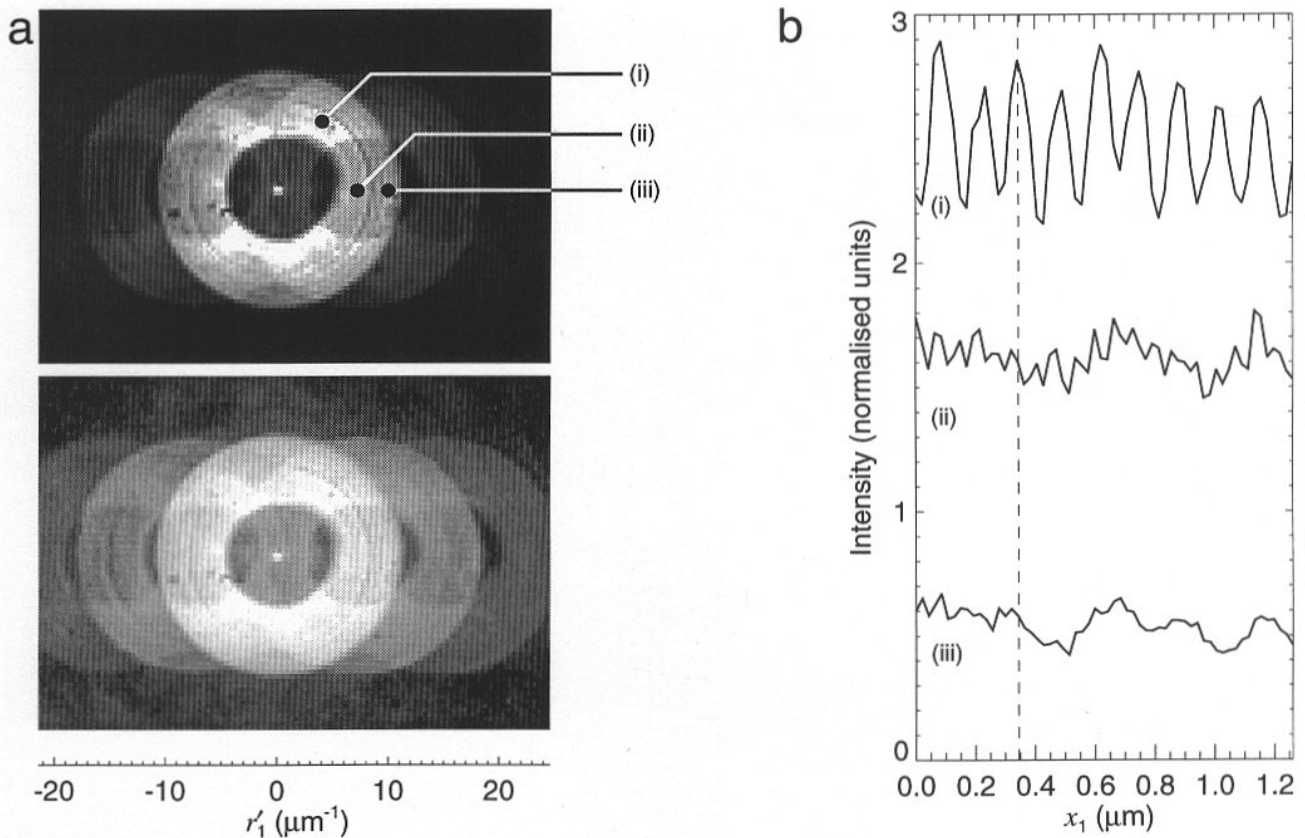 a
(i)
(ii)
(iii)
-20 -10 0 10 20
r′₁ (μm⁻¹)
b
Intensity (normalised units)
3
2
1
0
(i)
(ii)
(iii)
0.0 0.2 0.4 0.6 0.8 1.0 1.2
x₁ (μm)